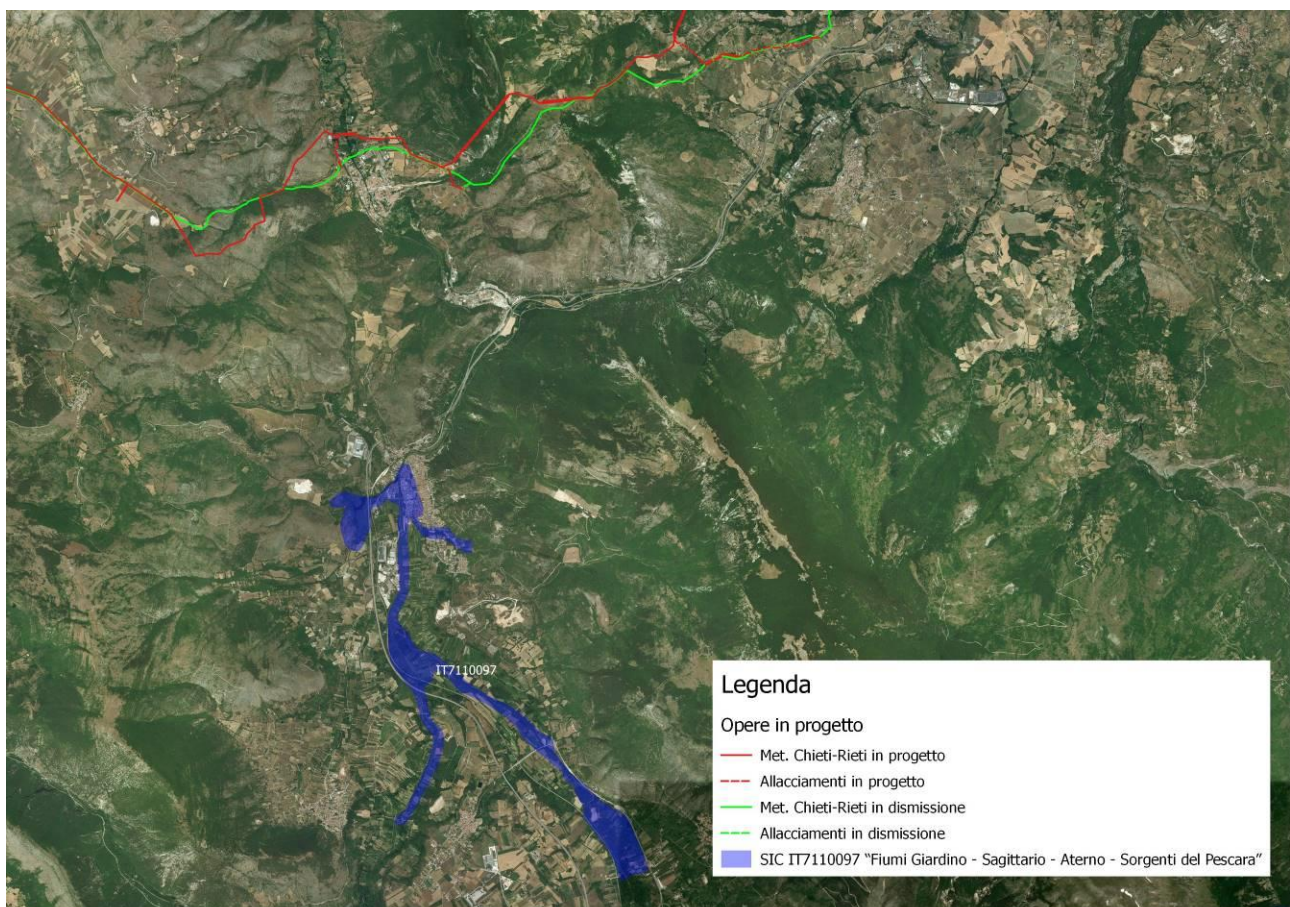 IT7110097
Legenda
Opere in progetto
Met. Chieti-Rieti in progetto
Allacciamenti in progetto
Met. Chieti-Rieti in dismissione
Allacciamenti in dismissione
SIC IT7110097 "Fiumi Giardino - Sagittario - Aterno - Sorgenti del Pescara"